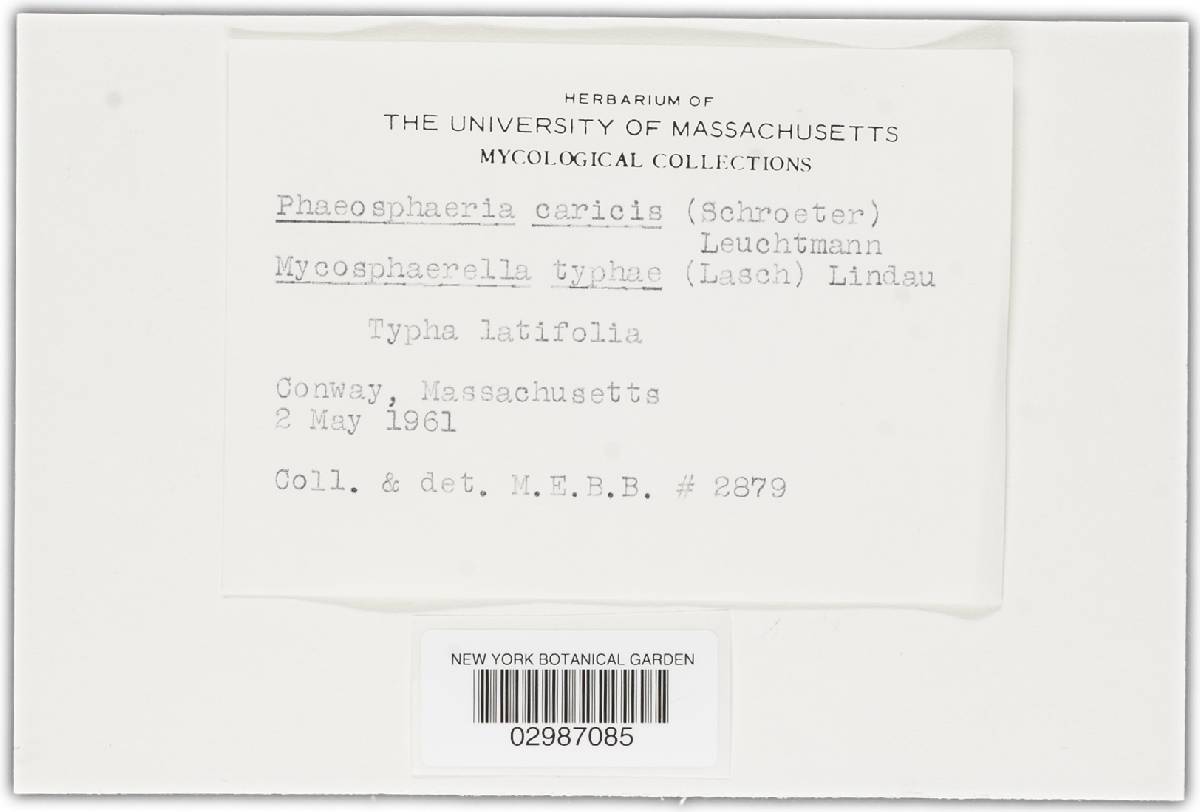 HERBARIUM OF
THE UNIVERSITY OF MASSACHUSETTS
MYCOLOGICAL COLLECTIONS
Phaeosphaeria caricis (Schroeter)
Leuchtmann
Mycosphaerella typhae (Lasch) Lindau
Typha latifolia
Conway, Massachusetts
2 May 1961
Coll. & det. M.E.B.B. # 2879
NEW YORK BOTANICAL GARDEN
02987085